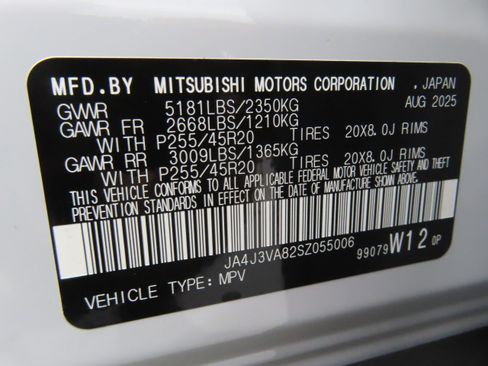 MFD.BY MITSUBISHI MOTORS CORPORATION . JAPAN
AUG 2025
GVWR 5181LBS/2350KG
GAWR FR 2668LBS/1210KG
WITH P255/45R20 TIRES 20X8.0J RIMS
GAWR RR 3009LBS/1365KG
WITH P255/45R20 TIRES 20X8.0J RIMS
THIS VEHICLE CONFORMS TO ALL APPLICABLE FEDERAL MOTOR VEHICLE SAFETY AND THEFT
PREVENTION STANDARDS IN EFFECT ON THE DATE OF MANUFACTURE SHOWN ABOVE.
JA4J3VA82SZ055006
99079 W12 0P
VEHICLE TYPE: MPV